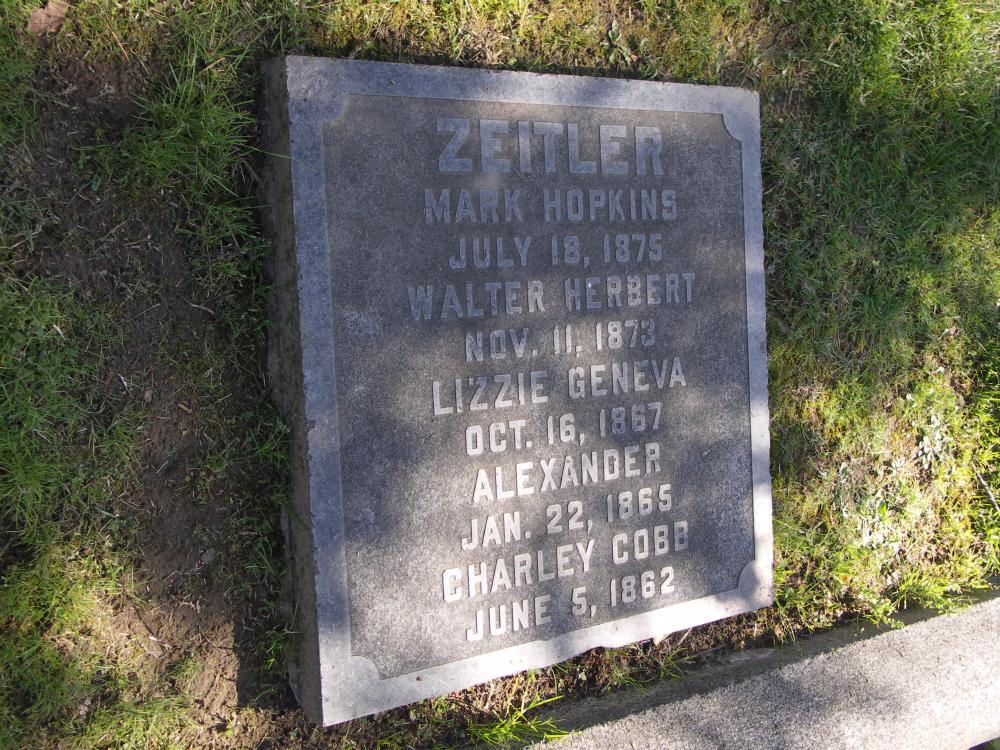 ZEITLER
MARK HOPKINS
JULY 18, 1875
WALTER HERBERT
NOV. 11, 1873
LIZZIE GENEVA
OCT. 16, 1867
ALEXANDER
JAN. 22, 1865
CHARLEY COBB
JUNE 5, 1862